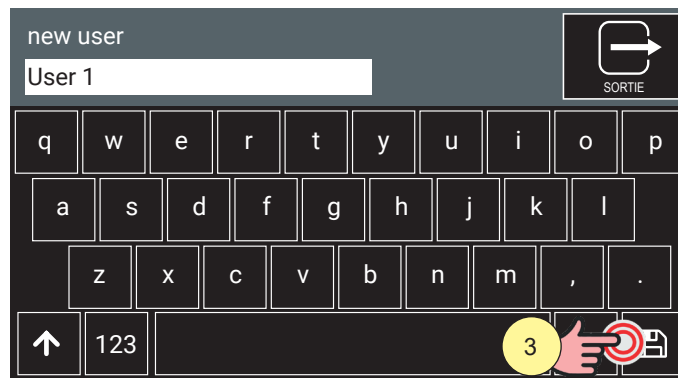 new user
User 1
SORTIE
q w e r t y u i o p
a s d f g h j k l
z x c v b n m , .
123
3